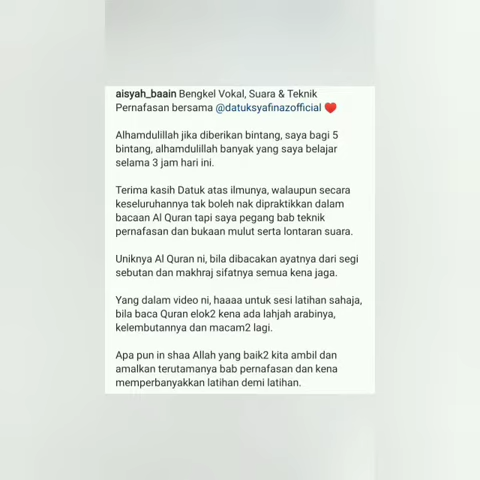 aisyah_baain Bengkel Vokal, Suara & Teknik
Pernafasan bersama @datuksyafinazofficial ♥️
Alhamdulillah jika diberikan bintang, saya bagi 5
bintang, alhamdulillah banyak yang saya belajar
selama 3 jam hari ini.
Terima kasih Datuk atas ilmunya, walaupun secara
keseluruhannya tak boleh nak dipraktikkan dalam
bacaan Al Quran tapi saya pegang bab teknik
pernafasan dan bukaan mulut serta lontaran suara.
Uniknya Al Quran ni, bila dibacakan ayatnya dari segi
sebutan dan makhraj sifatnya semua kena jaga.
Yang dalam video ni, haaaa untuk sesi latihan sahaja,
bila baca Quran elok2 kena ada lahjah arabinya,
kelembutannya dan macam2 lagi.
Apa pun in shaa Allah yang baik2 kita ambil dan
amalkan terutamanya bab pernafasan dan kena
memperbanyakkan latihan demi latihan.